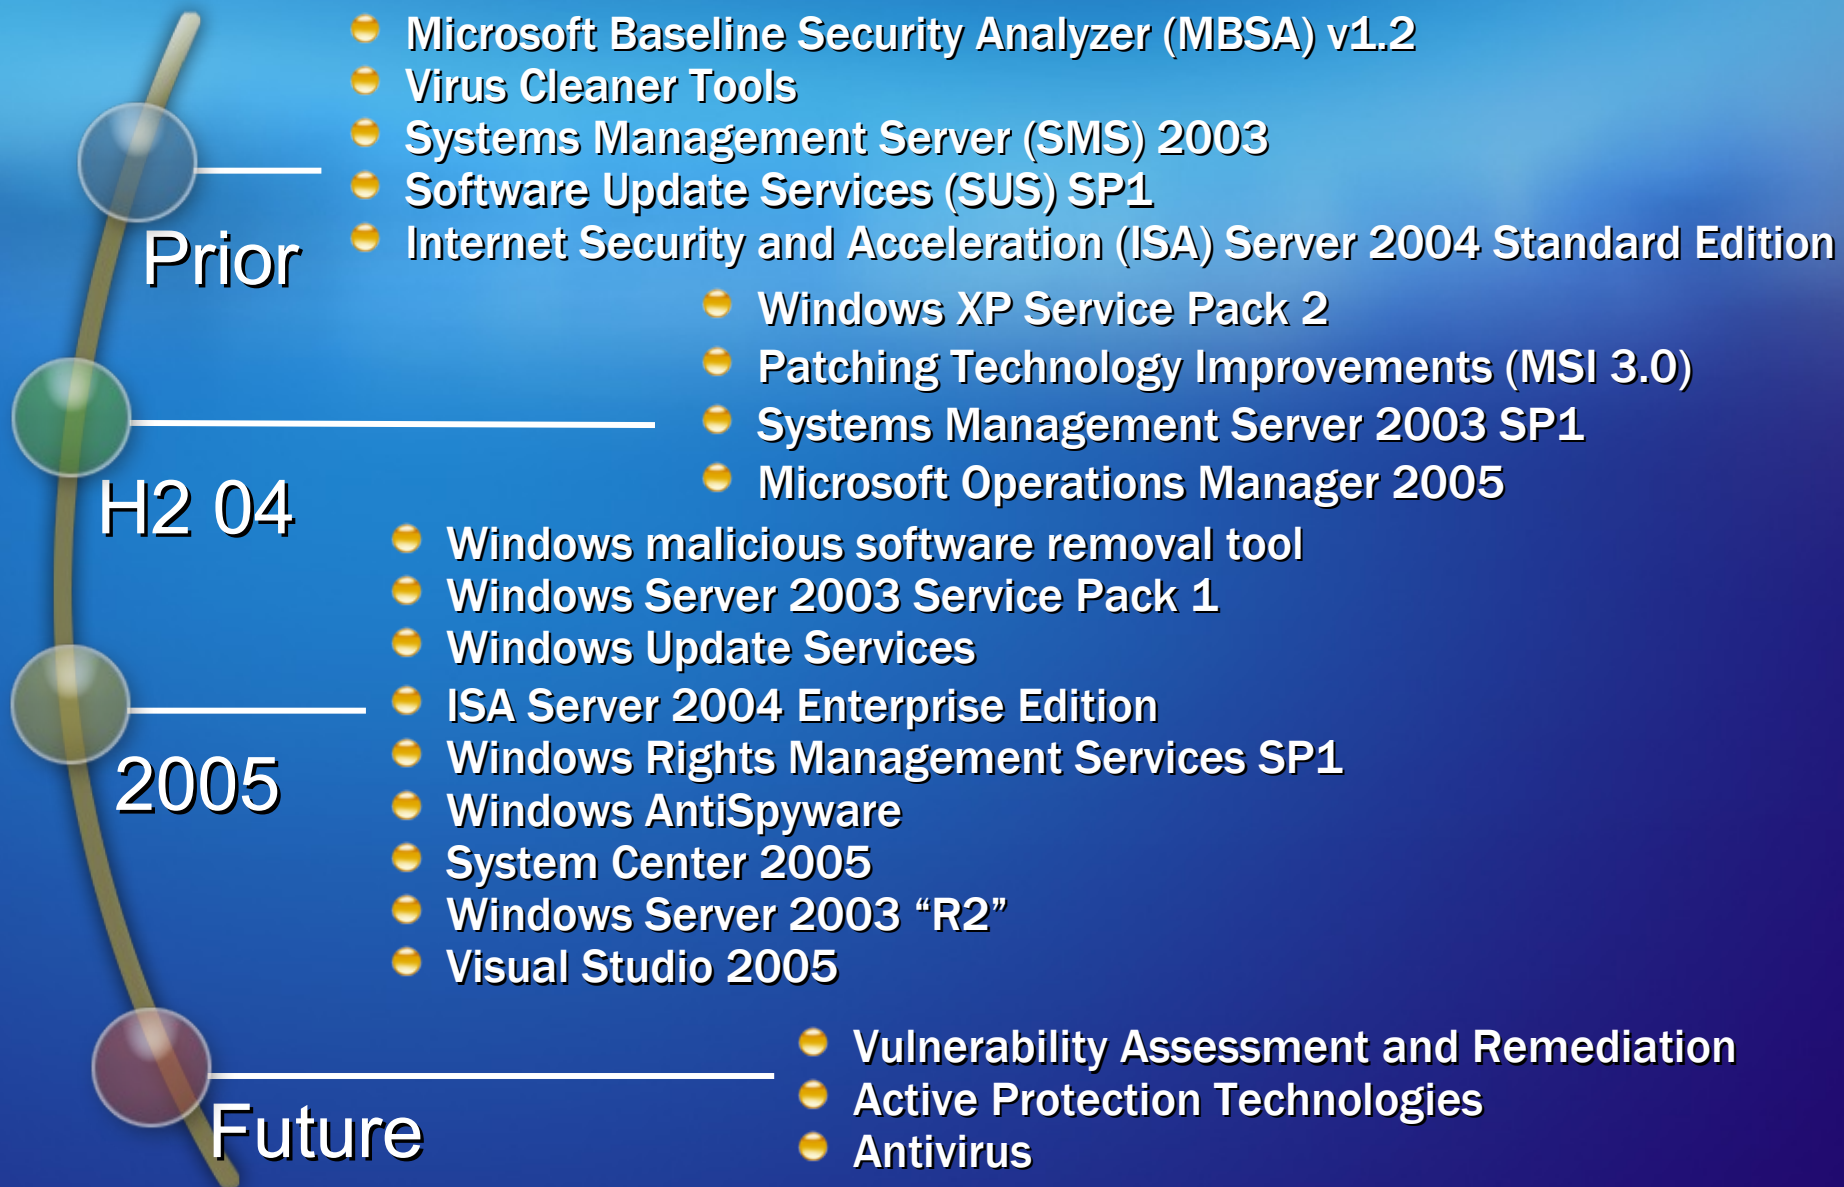 Microsoft Baseline Security Analyzer (MBSA) v1.2
Virus Cleaner Tools
Systems Management Server (SMS) 2003
Software Update Services (SUS) SP1
Internet Security and Acceleration (ISA) Server 2004 Standard Edition
Prior
Windows XP Service Pack 2
Patching Technology Improvements (MSI 3.0)
Systems Management Server 2003 SP1
Microsoft Operations Manager 2005
H2 04
Windows malicious software removal tool
Windows Server 2003 Service Pack 1
Windows Update Services
ISA Server 2004 Enterprise Edition
Windows Rights Management Services SP1
Windows AntiSpyware
System Center 2005
Windows Server 2003 “R2”
Visual Studio 2005
2005
Vulnerability Assessment and Remediation
Active Protection Technologies
Antivirus
Future